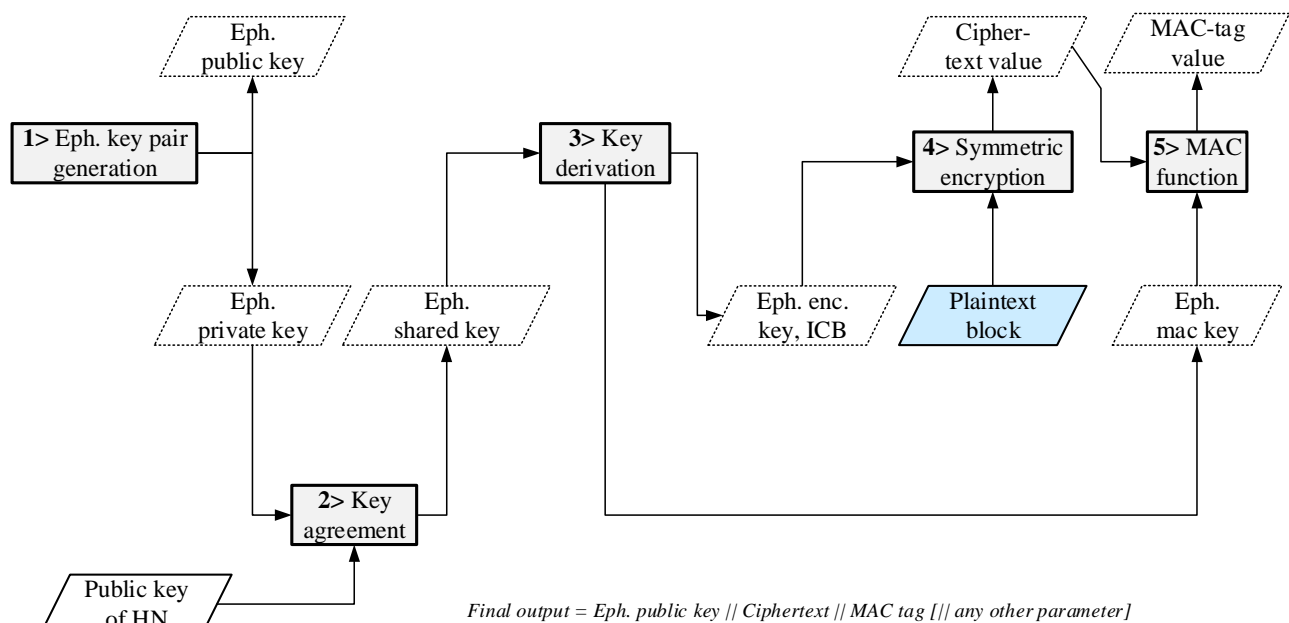 Eph.
public key
Cipher-
text value
MAC-tag
value
1> Eph. key pair
generation
3> Key
derivation
4> Symmetric
encryption
5> MAC
function
Eph.
private key
Eph.
shared key
Eph. enc.
key, ICB
Plaintext
block
Eph.
mac key
2> Key
agreement
Public key
of HN
Final output = Eph. public key || Ciphertext || MAC tag [|| any other parameter]